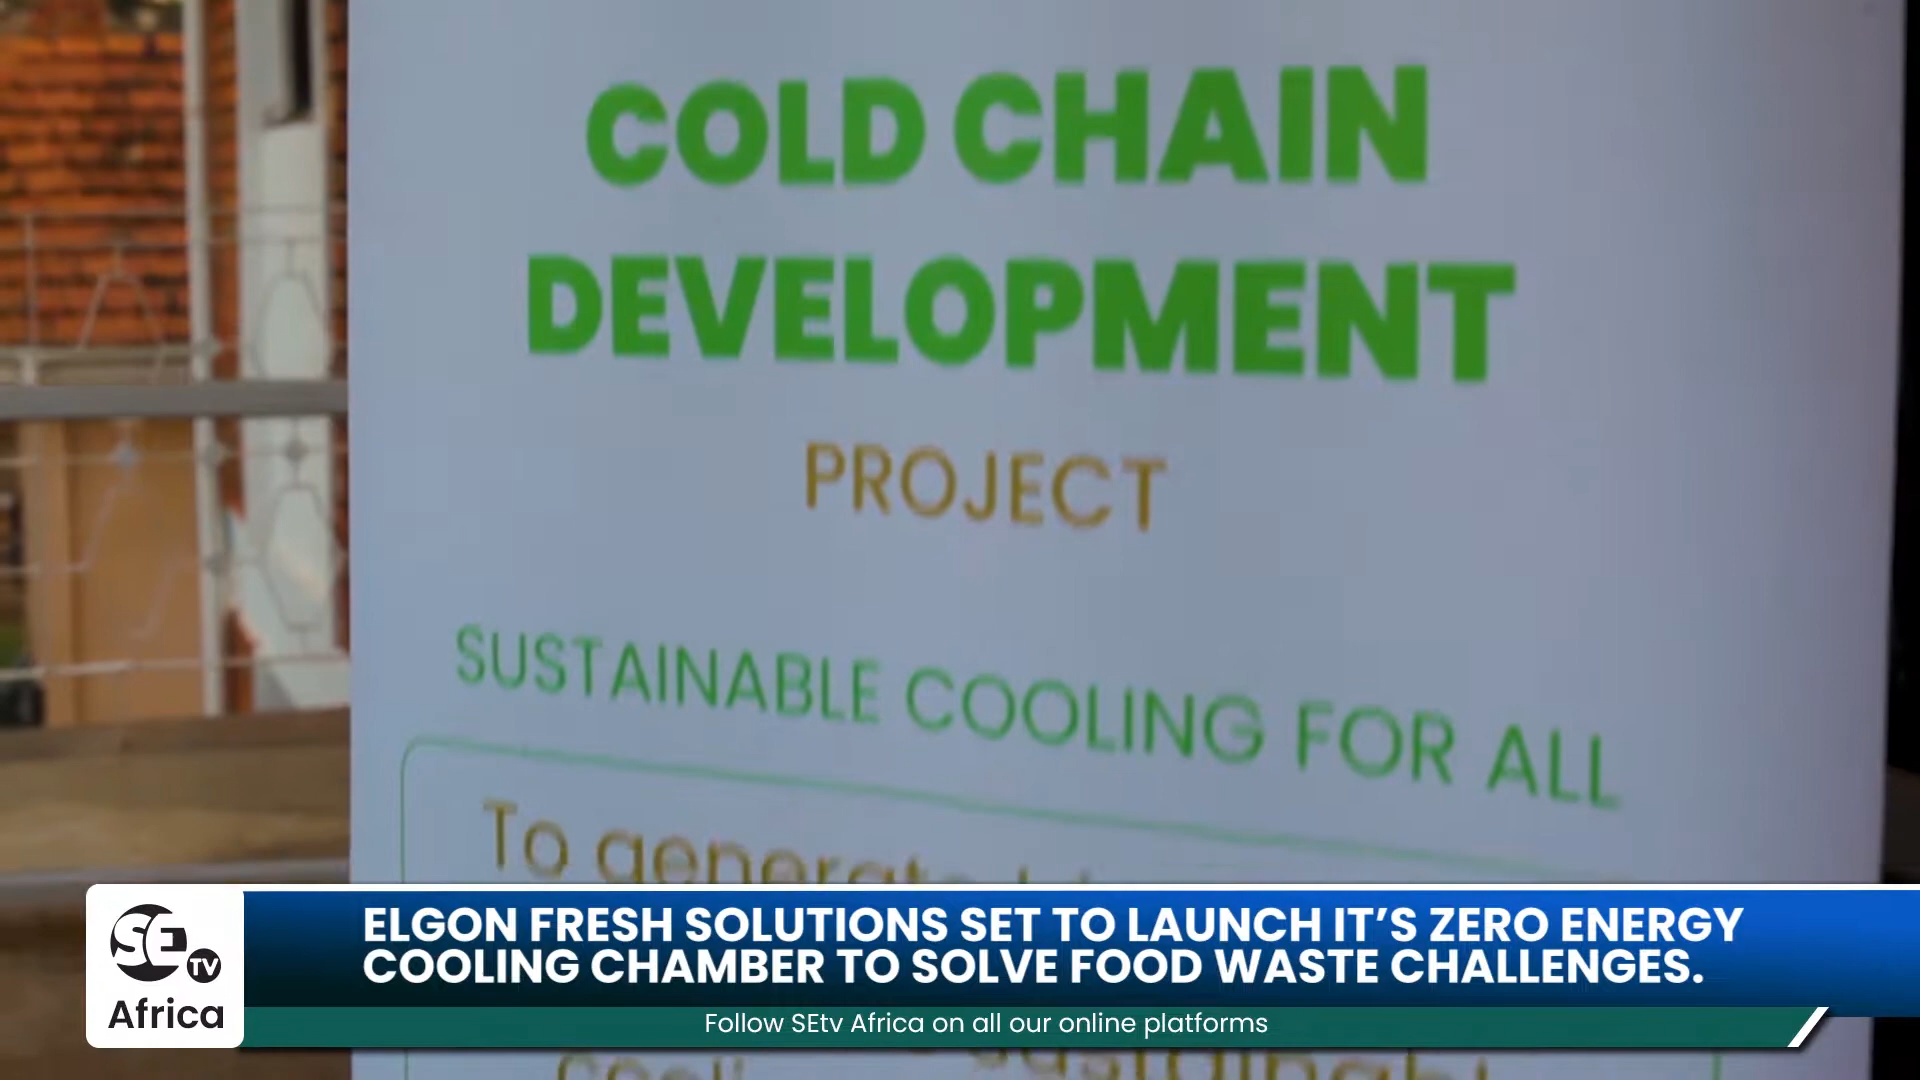 COLD CHAIN
DEVELOPMENT
PROJECT
SUSTAINABLE COOLING FOR ALL
To generate
ELGON FRESH SOLUTIONS SET TO LAUNCH IT’S ZERO ENERGY
COOLING CHAMBER TO SOLVE FOOD WASTE CHALLENGES.
SE TV
Africa
Follow SEtv Africa on all our online platforms